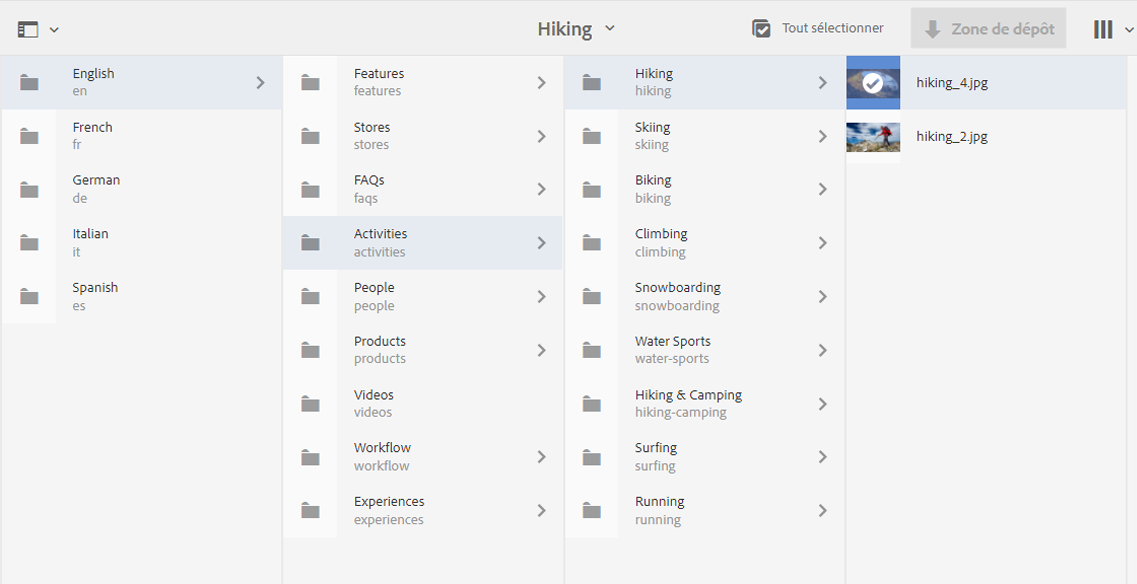 Hiking
Tout sélectionner
Zone de dépôt
English
en
French
fr
German
de
Italian
it
Spanish
es
Features
features
Stores
stores
FAQs
faqs
Activities
activities
People
people
Products
products
Videos
videos
Workflow
workflow
Experiences
experiences
Hiking
hiking
Skiing
skiing
Biking
biking
Climbing
climbing
Snowboarding
snowboarding
Water Sports
water-sports
Hiking & Camping
hiking-camping
Surfing
surfing
Running
running
hiking_4.jpg
hiking_2.jpg